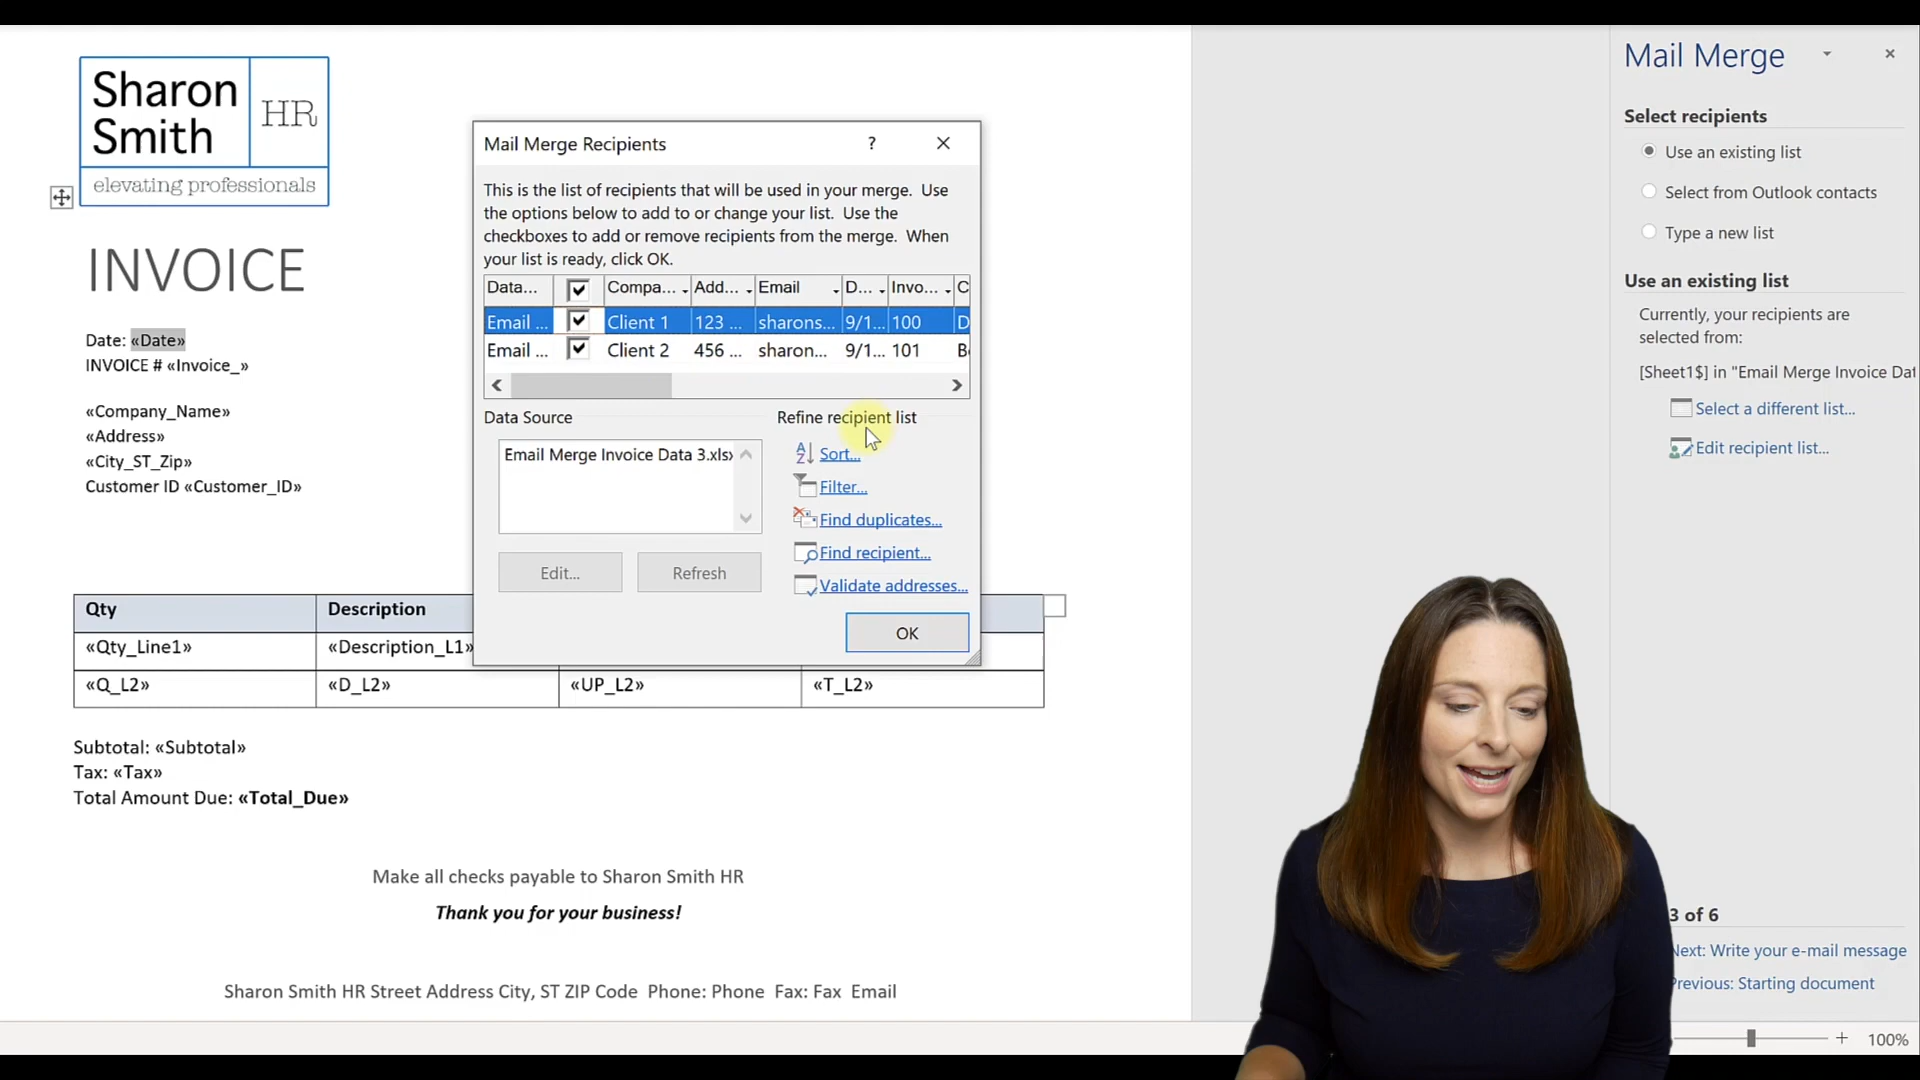 Sharon
Smith
HR
elevating professionals
INVOICE
Date: «Date»
INVOICE # «Invoice_»
«Company_Name»
«Address»
«City_ST_Zip»
Customer ID «Customer_ID»
Qty Description
«Qty_Line1» «Description_L1»
«Q_L2» «D_L2» «UP_L2» «T_L2»
Subtotal: «Subtotal»
Tax: «Tax»
Total Amount Due: «Total_Due»
Make all checks payable to Sharon Smith HR
Thank you for your business!
Sharon Smith HR Street Address City, ST ZIP Code Phone: Phone Fax: Fax Email
Mail Merge Recipients ?
This is the list of recipients that will be used in your merge. Use
the options below to add to or change your list. Use the
checkboxes to add or remove recipients from the merge. When
your list is ready, click OK.
Data... Compa... Add... Email D... Invo... C
Email ... Client 1 123 ... sharons... 9/1... 100 D
Email ... Client 2 456 ... sharon... 9/1... 101
Data Source
Email Merge Invoice Data 3.xls
Edit... Refresh
Refine recipient list
Sort...
Filter...
Find duplicates...
Find recipient...
Validate addresses...
OK
Mail Merge
Select recipients
Use an existing list
Select from Outlook contacts
Type a new list
Use an existing list
Currently, your recipients are
selected from:
[Sheet1$] in "Email Merge Invoice Dat
Select a different list...
Edit recipient list...
3 of 6
Next: Write your e-mail message
Previous: Starting document
100%